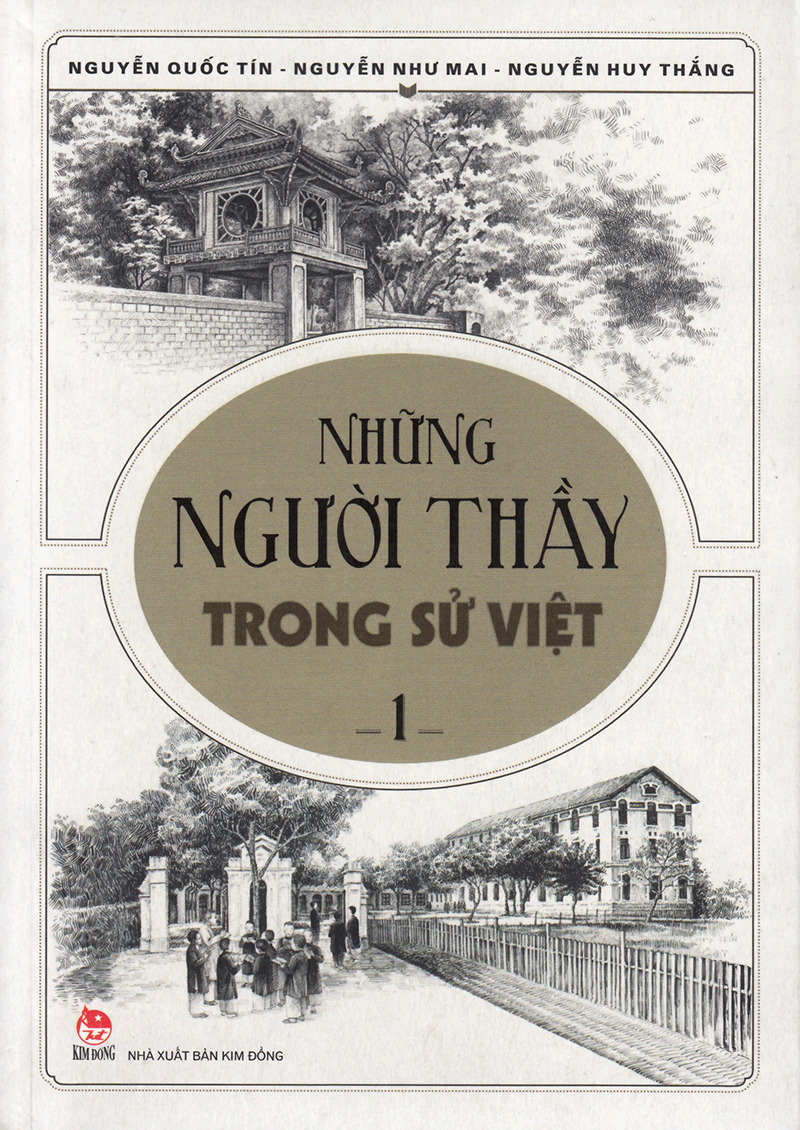 NGUYỄN QUỐC TÍN - NGUYỄN NHƯ MAI - NGUYỄN HUY THẮNG
NHỮNG
NGƯỜI THẦY
TRONG SỬ VIỆT
1
KIM ĐỒNG
NHÀ XUẤT BẢN KIM ĐỒNG